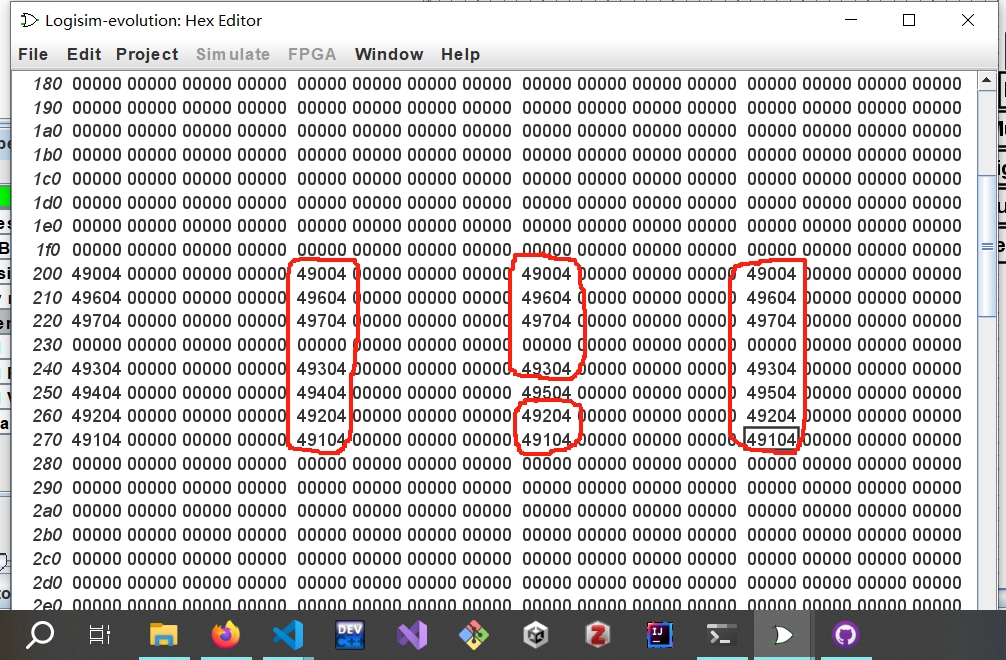 Logisim-evolution: Hex Editor
File Edit Project Simulate FPGA Window Help
180 00000 00000 00000 00000 00000 00000 00000 00000 00000 00000 00000 00000 00000 00000 00000 00000
190 00000 00000 00000 00000 00000 00000 00000 00000 00000 00000 00000 00000 00000 00000 00000 00000
1a0 00000 00000 00000 00000 00000 00000 00000 00000 00000 00000 00000 00000 00000 00000 00000 00000
1b0 00000 00000 00000 00000 00000 00000 00000 00000 00000 00000 00000 00000 00000 00000 00000 00000
1c0 00000 00000 00000 00000 00000 00000 00000 00000 00000 00000 00000 00000 00000 00000 00000 00000
1d0 00000 00000 00000 00000 00000 00000 00000 00000 00000 00000 00000 00000 00000 00000 00000 00000
1e0 00000 00000 00000 00000 00000 00000 00000 00000 00000 00000 00000 00000 00000 00000 00000 00000
1f0 00000 00000 00000 00000 00000 00000 00000 00000 00000 00000 00000 00000 00000 00000 00000 00000
200 49004 00000 00000 00000 49004 00000 00000 00000 49004 00000 00000 00000 49004 00000 00000 00000
210 49604 00000 00000 00000 49604 00000 00000 00000 49604 00000 00000 00000 49604 00000 00000 00000
220 49704 00000 00000 00000 49704 00000 00000 00000 49704 00000 00000 00000 49704 00000 00000 00000
230 00000 00000 00000 00000 00000 00000 00000 00000 00000 00000 00000 00000 00000 00000 00000 00000
240 49304 00000 00000 00000 49304 00000 00000 00000 49304 00000 00000 00000 49304 00000 00000 00000
250 49404 00000 00000 00000 49404 00000 00000 00000 49504 00000 00000 00000 49504 00000 00000 00000
260 49204 00000 00000 00000 49204 00000 00000 00000 49204 00000 00000 00000 49204 00000 00000 00000
270 49104 00000 00000 00000 49104 00000 00000 00000 49104 00000 00000 00000 49104 00000 00000 00000
280 00000 00000 00000 00000 00000 00000 00000 00000 00000 00000 00000 00000 00000 00000 00000 00000
290 00000 00000 00000 00000 00000 00000 00000 00000 00000 00000 00000 00000 00000 00000 00000 00000
2a0 00000 00000 00000 00000 00000 00000 00000 00000 00000 00000 00000 00000 00000 00000 00000 00000
2b0 00000 00000 00000 00000 00000 00000 00000 00000 00000 00000 00000 00000 00000 00000 00000 00000
2c0 00000 00000 00000 00000 00000 00000 00000 00000 00000 00000 00000 00000 00000 00000 00000 00000
2d0 00000 00000 00000 00000 00000 00000 00000 00000 00000 00000 00000 00000 00000 00000 00000 00000
2e0 00000 00000 00000 00000 00000 00000 00000 00000 00000 00000 00000 00000 00000 00000 00000 00000
DEV C++ Z IJ